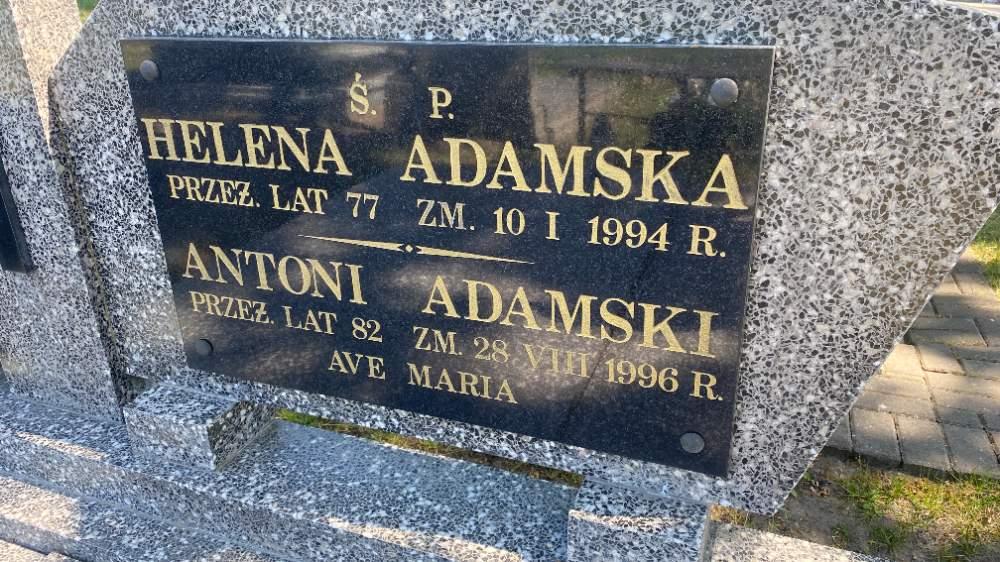 Ś. P.
HELENA ADAMSKA
PRZEŻ. LAT 77 ZM. 10 I 1994 R.
ANTONI ADAMSKI
PRZEŻ. LAT 82 ZM. 28 VIII 1996 R.
AVE MARIA